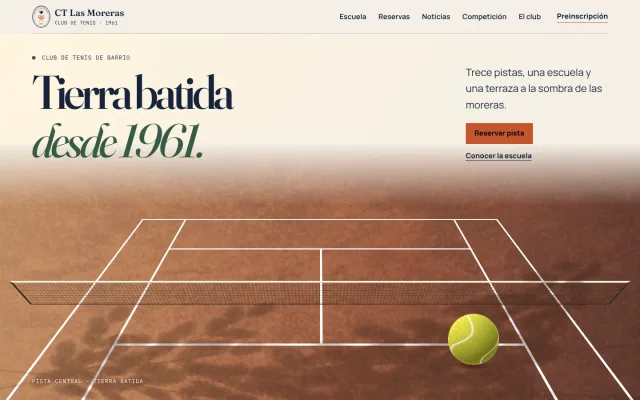 CT Las Moreras
CLUB DE TENIS · 1961
Escuela Reservas Noticias Competición El club Preinscripción
CLUB DE TENIS DE BARRIO
Tierra batida
desde 1961.
Trece pistas, una escuela y
una terraza a la sombra de las
moreras.
Reservar pista
Conocer la escuela
PISTA CENTRAL · TIERRA BATIDA